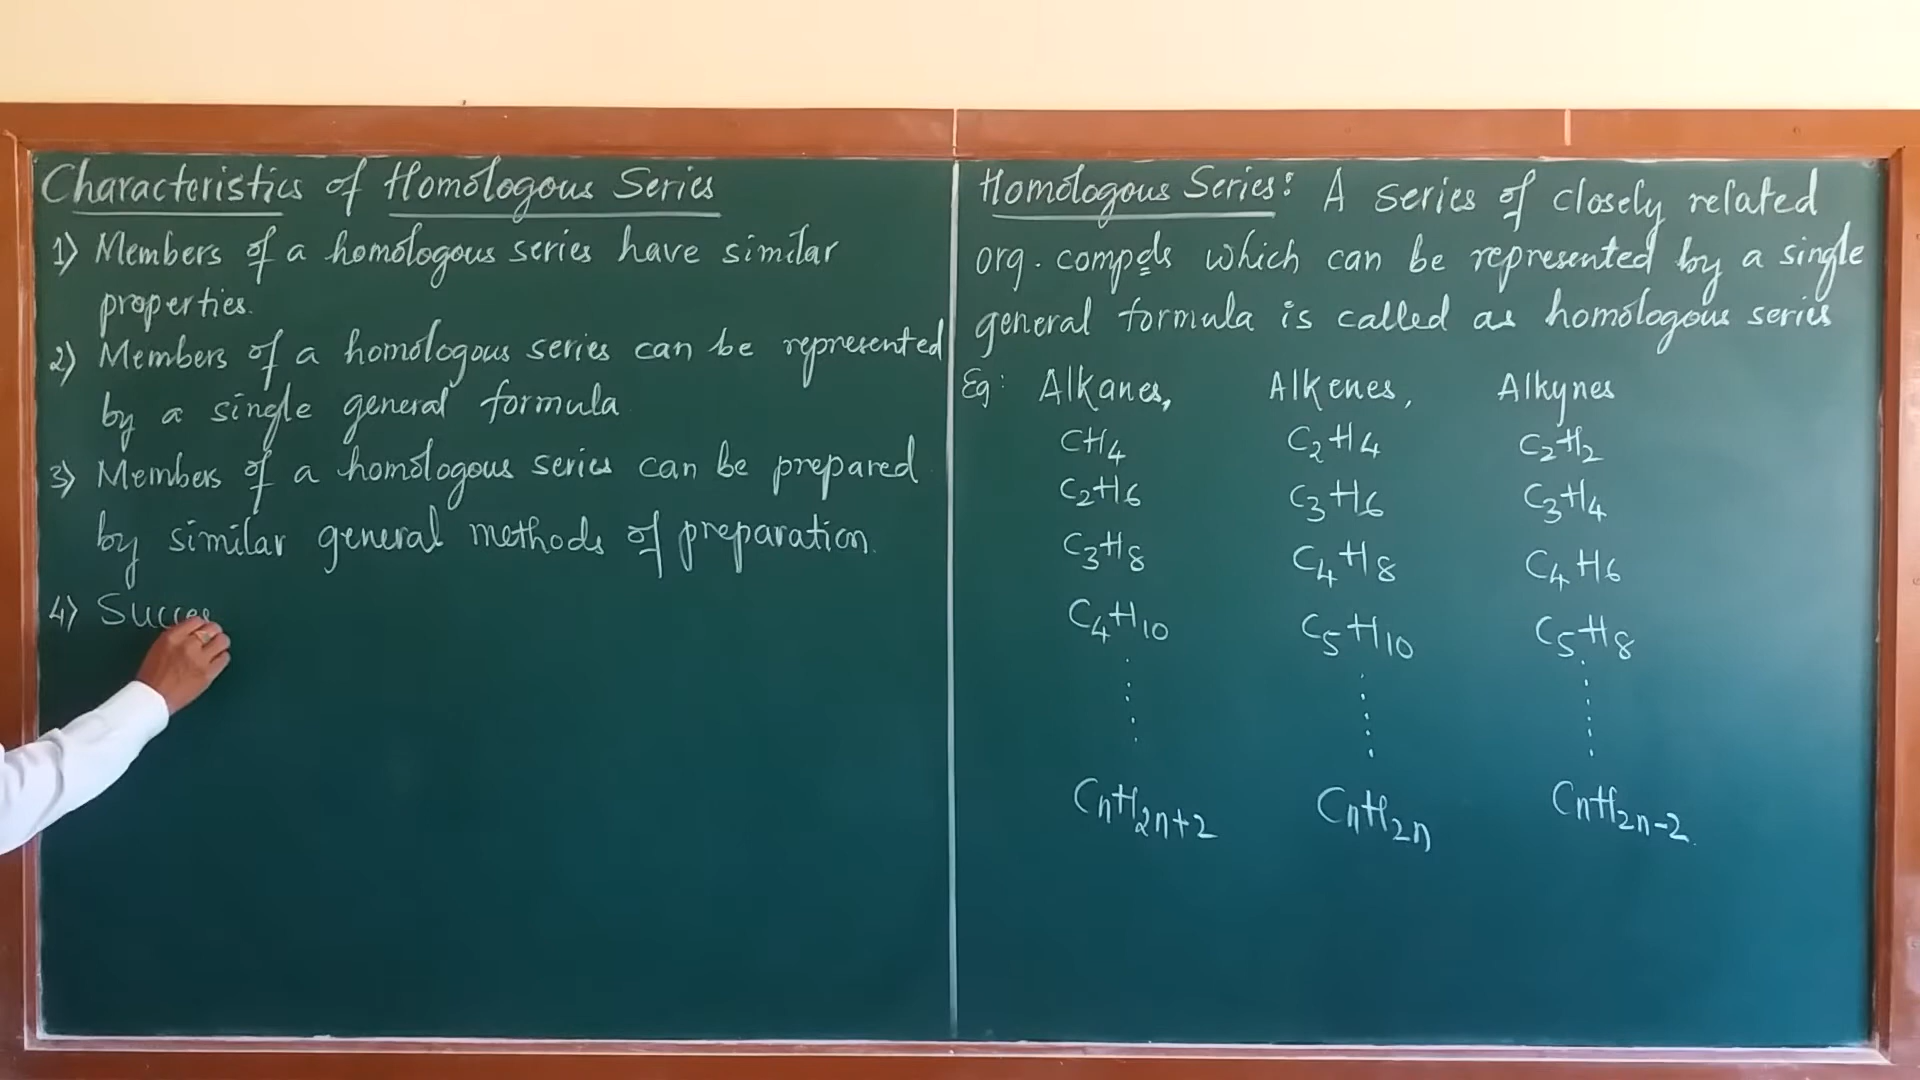 Characteristics of Homologous Series
1) Members of a homologous series have similar
properties.
2) Members of a homologous series can be represented
by a single general formula
3) Members of a homologous series can be prepared
by similar general methods of preparation.
4) Succes
Homologous Series: A series of closely related
org. compds which can be represented by a single
general formula is called as homologous series
Eg: Alkanes, Alkenes, Alkynes
CH4 C2H4 C2H2
C2H6 C3H6 C3H4
C3H8 C4H8 C4H6
C4H10 C5H10 C5H8
CnH2n+2 CnH2n CnH2n-2